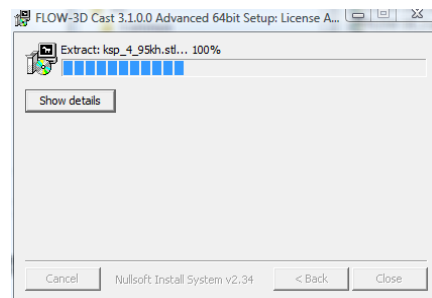 FLOW-3D Cast 3.1.0.0 Advanced 64bit Setup: License A...
Extract: ksp_4_95kh.stl... 100%
Show details
Cancel
Nullsoft Install System v2.34
< Back
Close